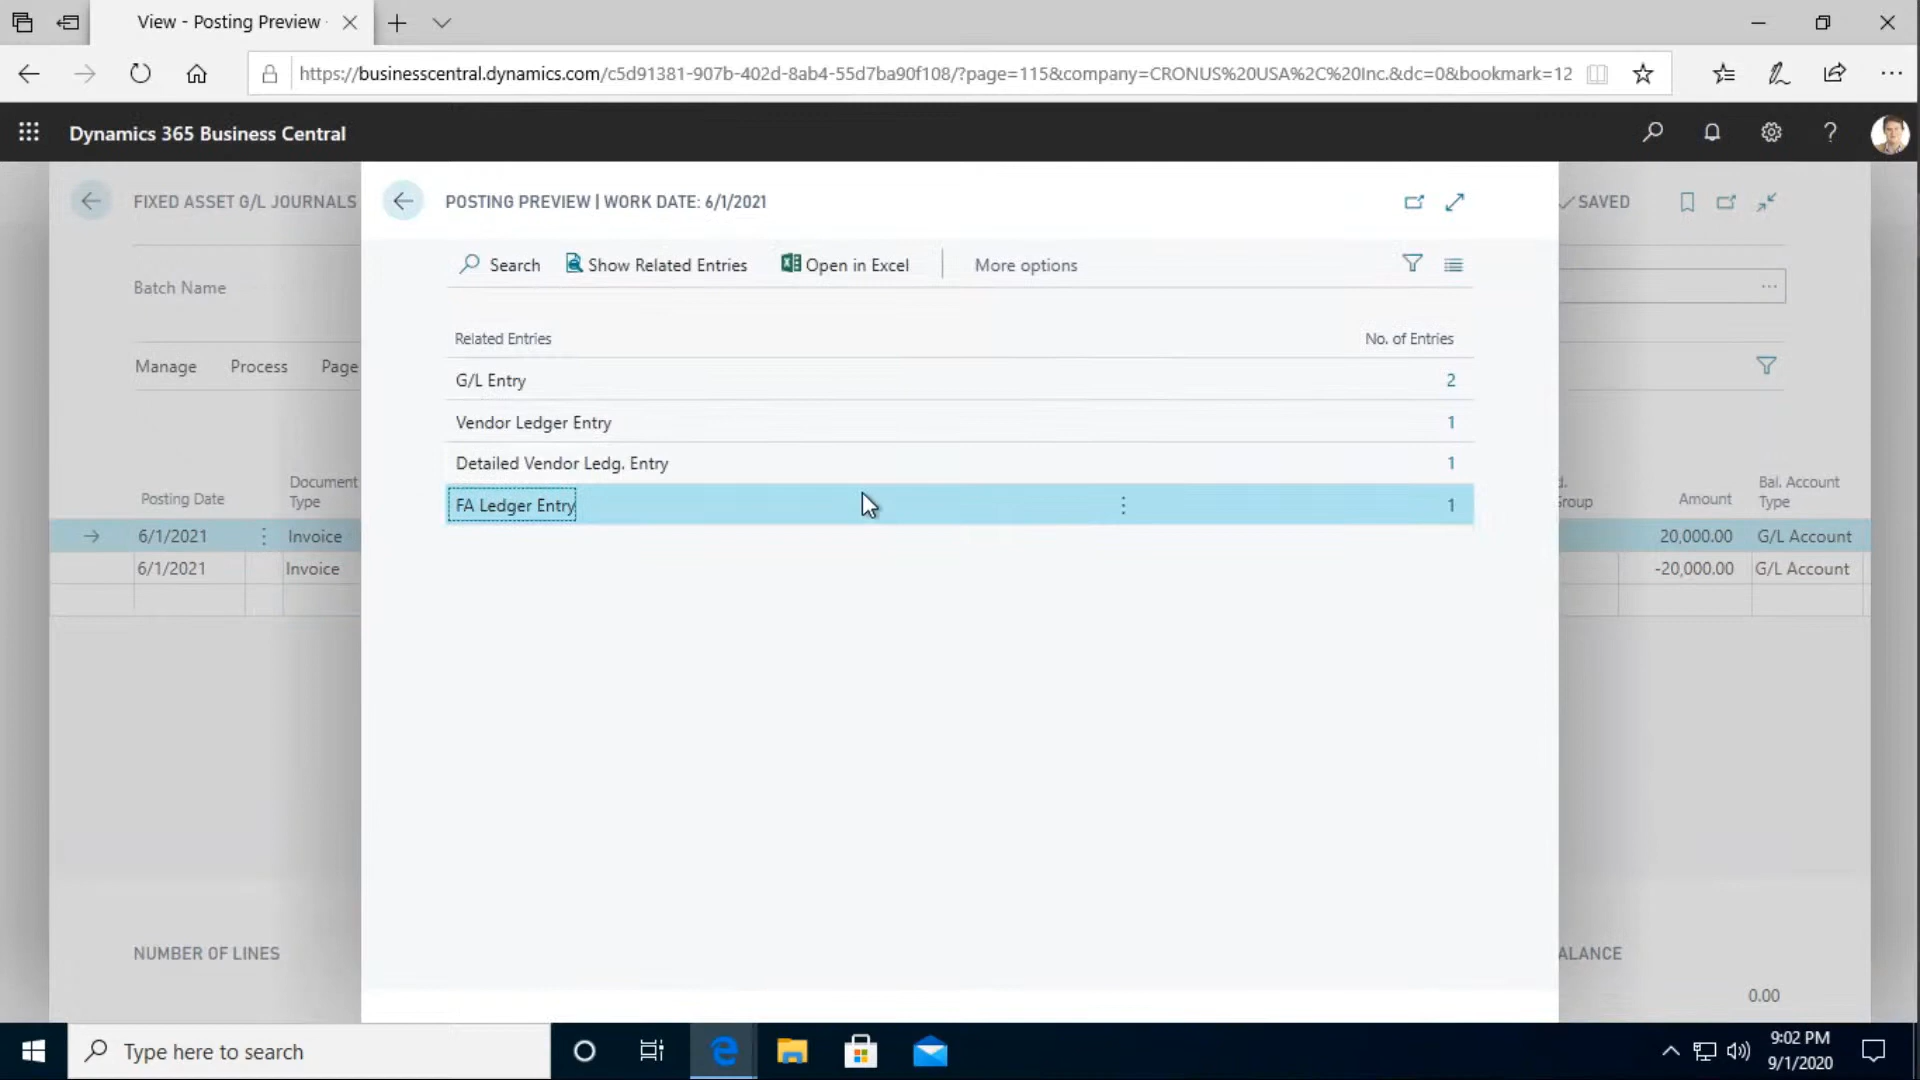 View - Posting Preview
https://businesscentral.dynamics.com/c5d91381-907b-402d-8ab4-55d7ba90f108/?page=115&company=CRONUS%20USA%2C%20Inc.&dc=0&bookmark=12
Dynamics 365 Business Central
FIXED ASSET G/L JOURNALS
POSTING PREVIEW | WORK DATE: 6/1/2021
SAVED
Search
Show Related Entries
Open in Excel
More options
Batch Name
Related Entries
No. of Entries
G/L Entry 2
Vendor Ledger Entry 1
Detailed Vendor Ledg. Entry 1
FA Ledger Entry 1
Manage
Process
Page
Posting Date
Document
Type
Group
Amount
Bal. Account
Type
6/1/2021 Invoice 20,000.00 G/L Account
6/1/2021 Invoice -20,000.00 G/L Account
NUMBER OF LINES
ALANCE
0.00
Type here to search
9:02 PM
9/1/2020